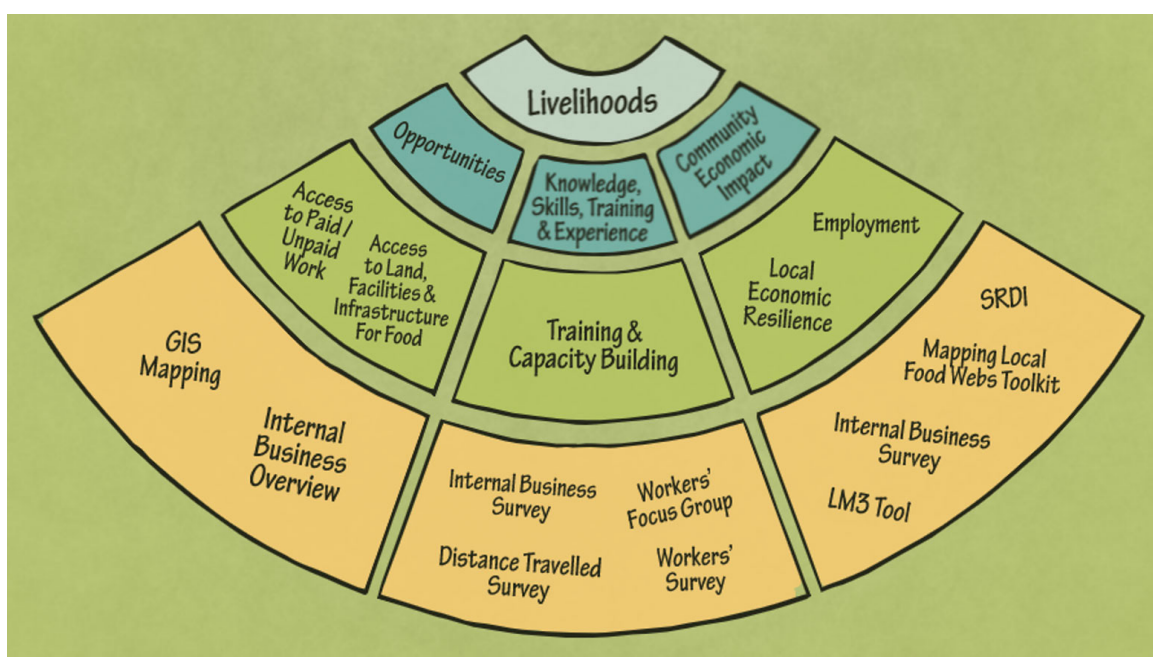 Livelihoods
Opportunities
Knowledge,
Skills, Training
& Experience
Community
Economic
Impact
Access
to Paid /
Unpaid
Work
Access
to Land,
Facilities &
Infrastructure
For Food
Training &
Capacity Building
Employment
Local
Economic
Resilience
GIS
Mapping
Internal
Business
Overview
Internal Business
Survey
Workers'
Focus Group
Distance Travelled
Survey
Workers'
Survey
SRDI
Mapping Local
Food Webs Toolkit
Internal Business
Survey
LM3 Tool